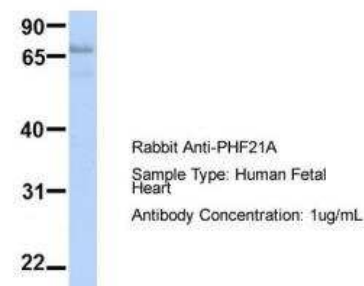 90
65
40
31
22
Rabbit Anti-PHF21A
Sample Type: Human Fetal
Heart
Antibody Concentration: 1ug/mL